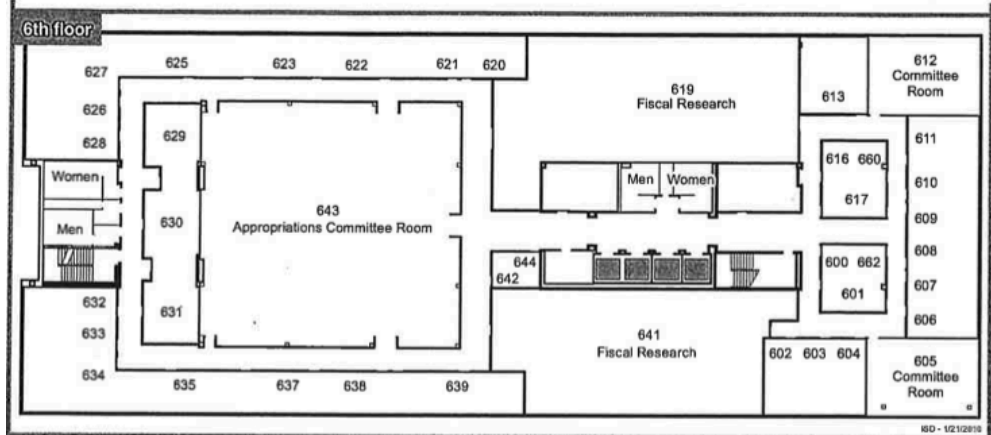 6th floor
627
625
623
622
621
620
626
628
Women
Men
632
633
634
629
630
631
643
Appropriations Committee Room
635
637
638
639
619
Fiscal Research
Men
Women
644
642
641
Fiscal Research
613
612
Committee
Room
611
616 660
617
610
609
608
600 662
601
607
606
602 603 604
605
Committee
Room
ISD - 1/21/2010